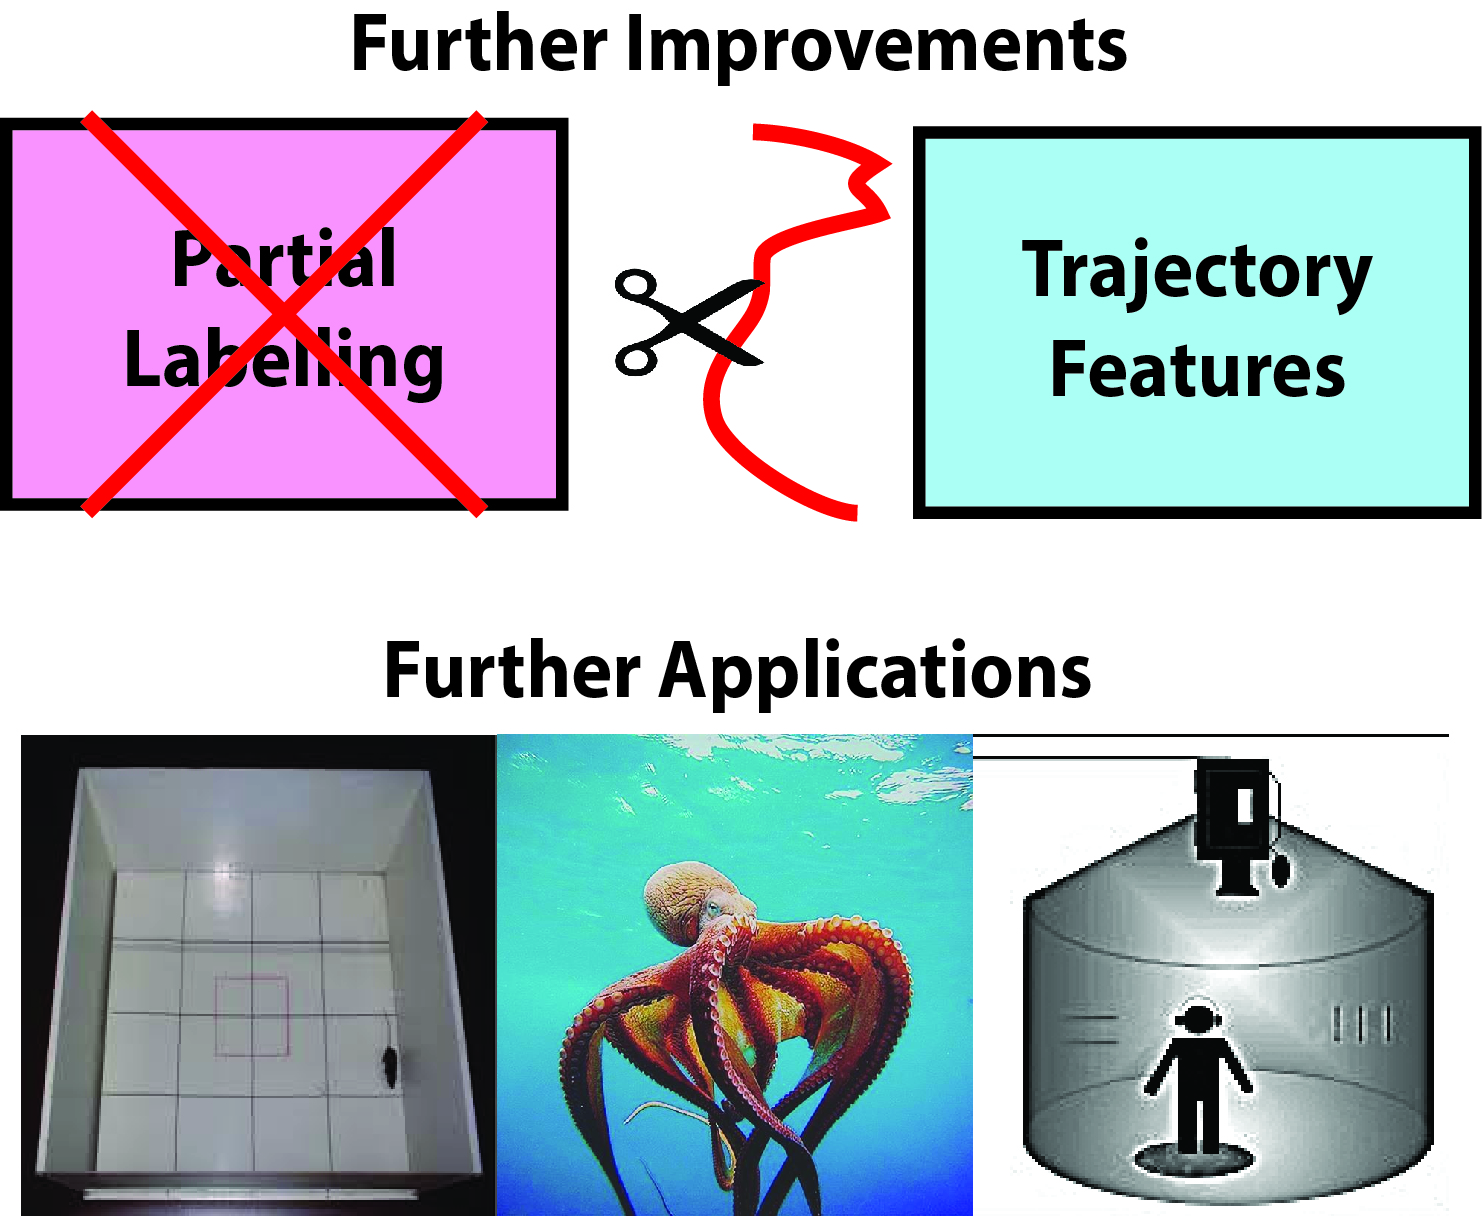 Further Improvements
Partial
Labelling
Trajectory
Features
Further Applications